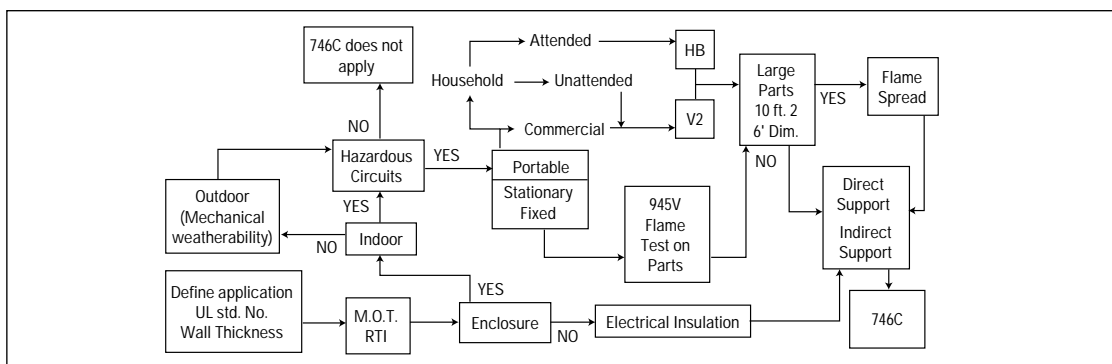 746C does not
apply
Attended
HB
Household
Unattended
Large
Parts
10 ft. 2
6' Dim.
YES
Flame
Spread
NO
Commercial
V2
Hazardous
Circuits
YES
Portable
Stationary
Fixed
NO
Outdoor
(Mechanical
weatherability)
YES
945V
Flame
Test on
Parts
Direct
Support
Indirect
Support
NO
Indoor
Define application
UL std. No.
Wall Thickness
M.O.T.
RTI
YES
Enclosure
NO
Electrical Insulation
746C